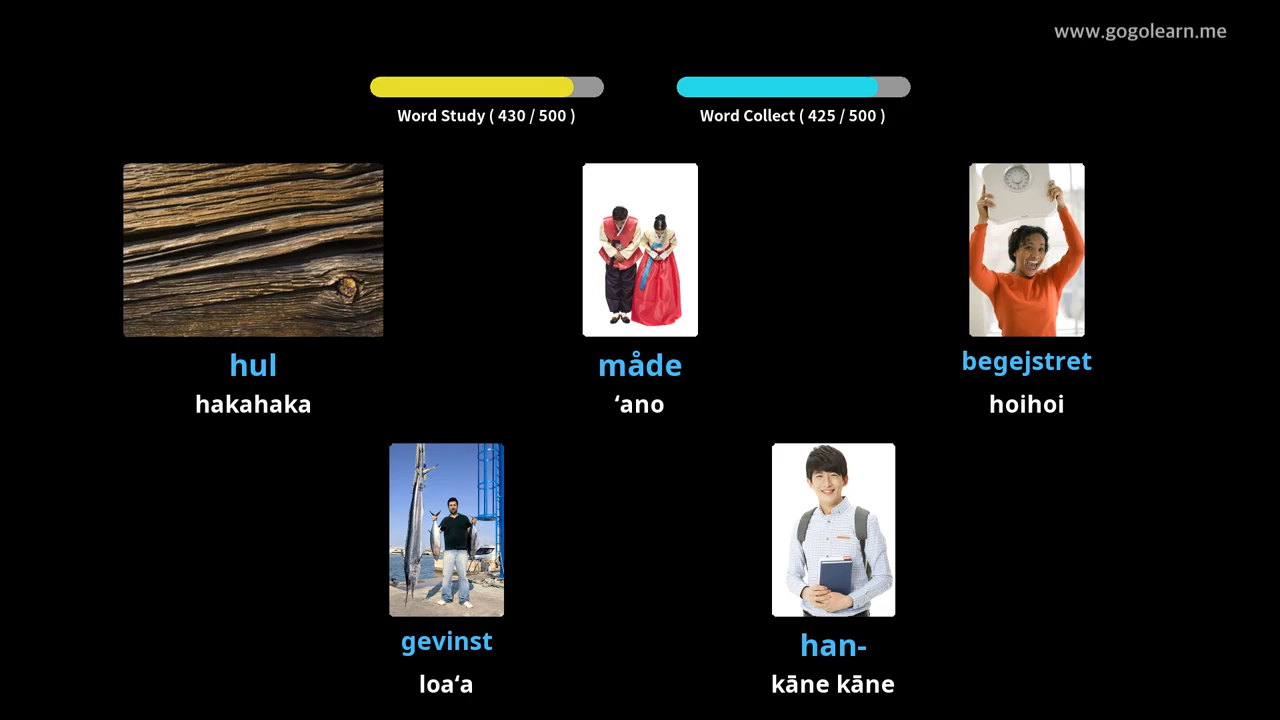 www.gogolearn.me
Word Study ( 430 / 500 )
Word Collect ( 425 / 500 )
hul
hakahaka
måde
ʻano
begejstret
hoihoi
gevinst
loaʻa
han-
kāne kāne